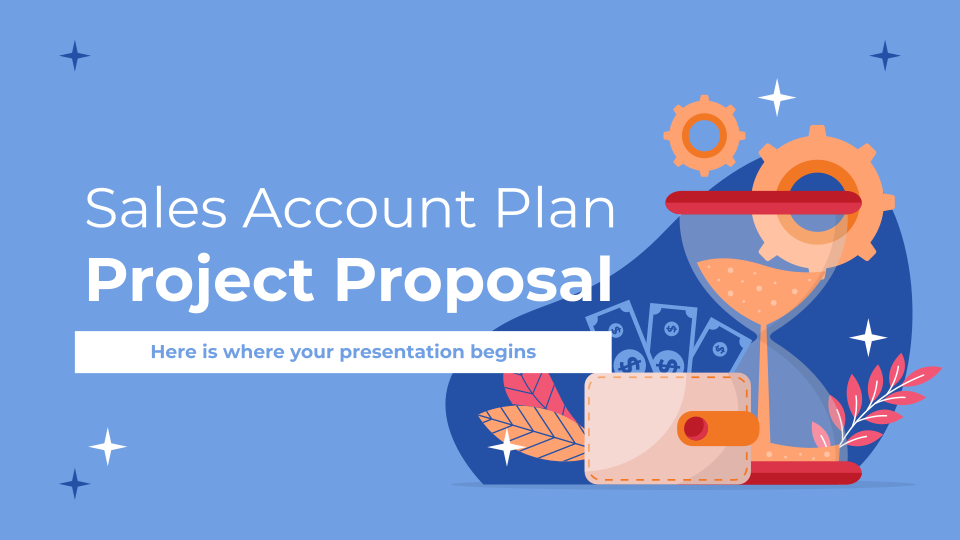 Sales Account Plan
Project Proposal
Here is where your presentation begins